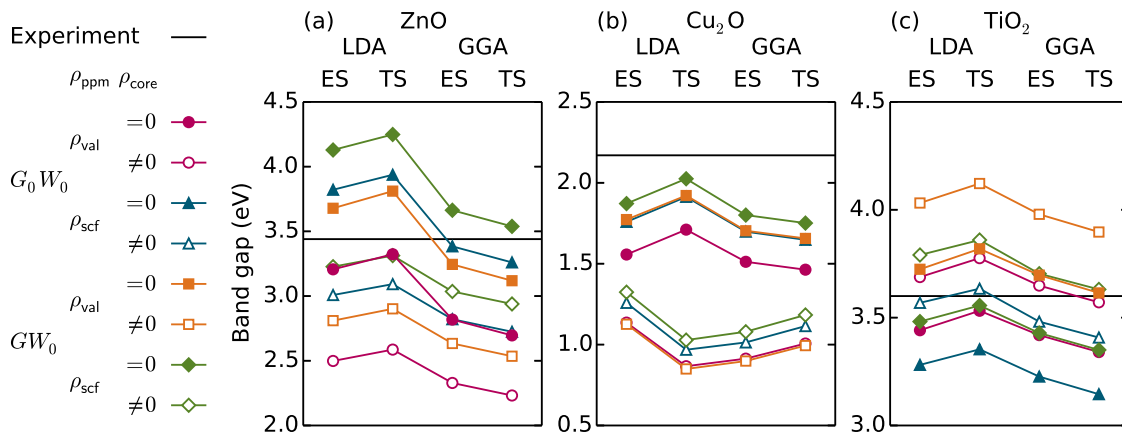 (a) ZnO (b) Cu₂O (c) TiO₂
Experiment
LDA GGA LDA GGA LDA GGA
ρppm ρcore
ES TS ES TS ES TS ES TS ES TS ES TS
G₀W₀
ρval
=0
≠0
ρscf
=0
≠0
GW₀
ρval
=0
≠0
ρscf
=0
≠0
Band gap (eV)
4.5
4.0
3.5
3.0
2.5
2.0
2.5
2.0
1.5
1.0
0.5
4.5
4.0
3.5
3.0